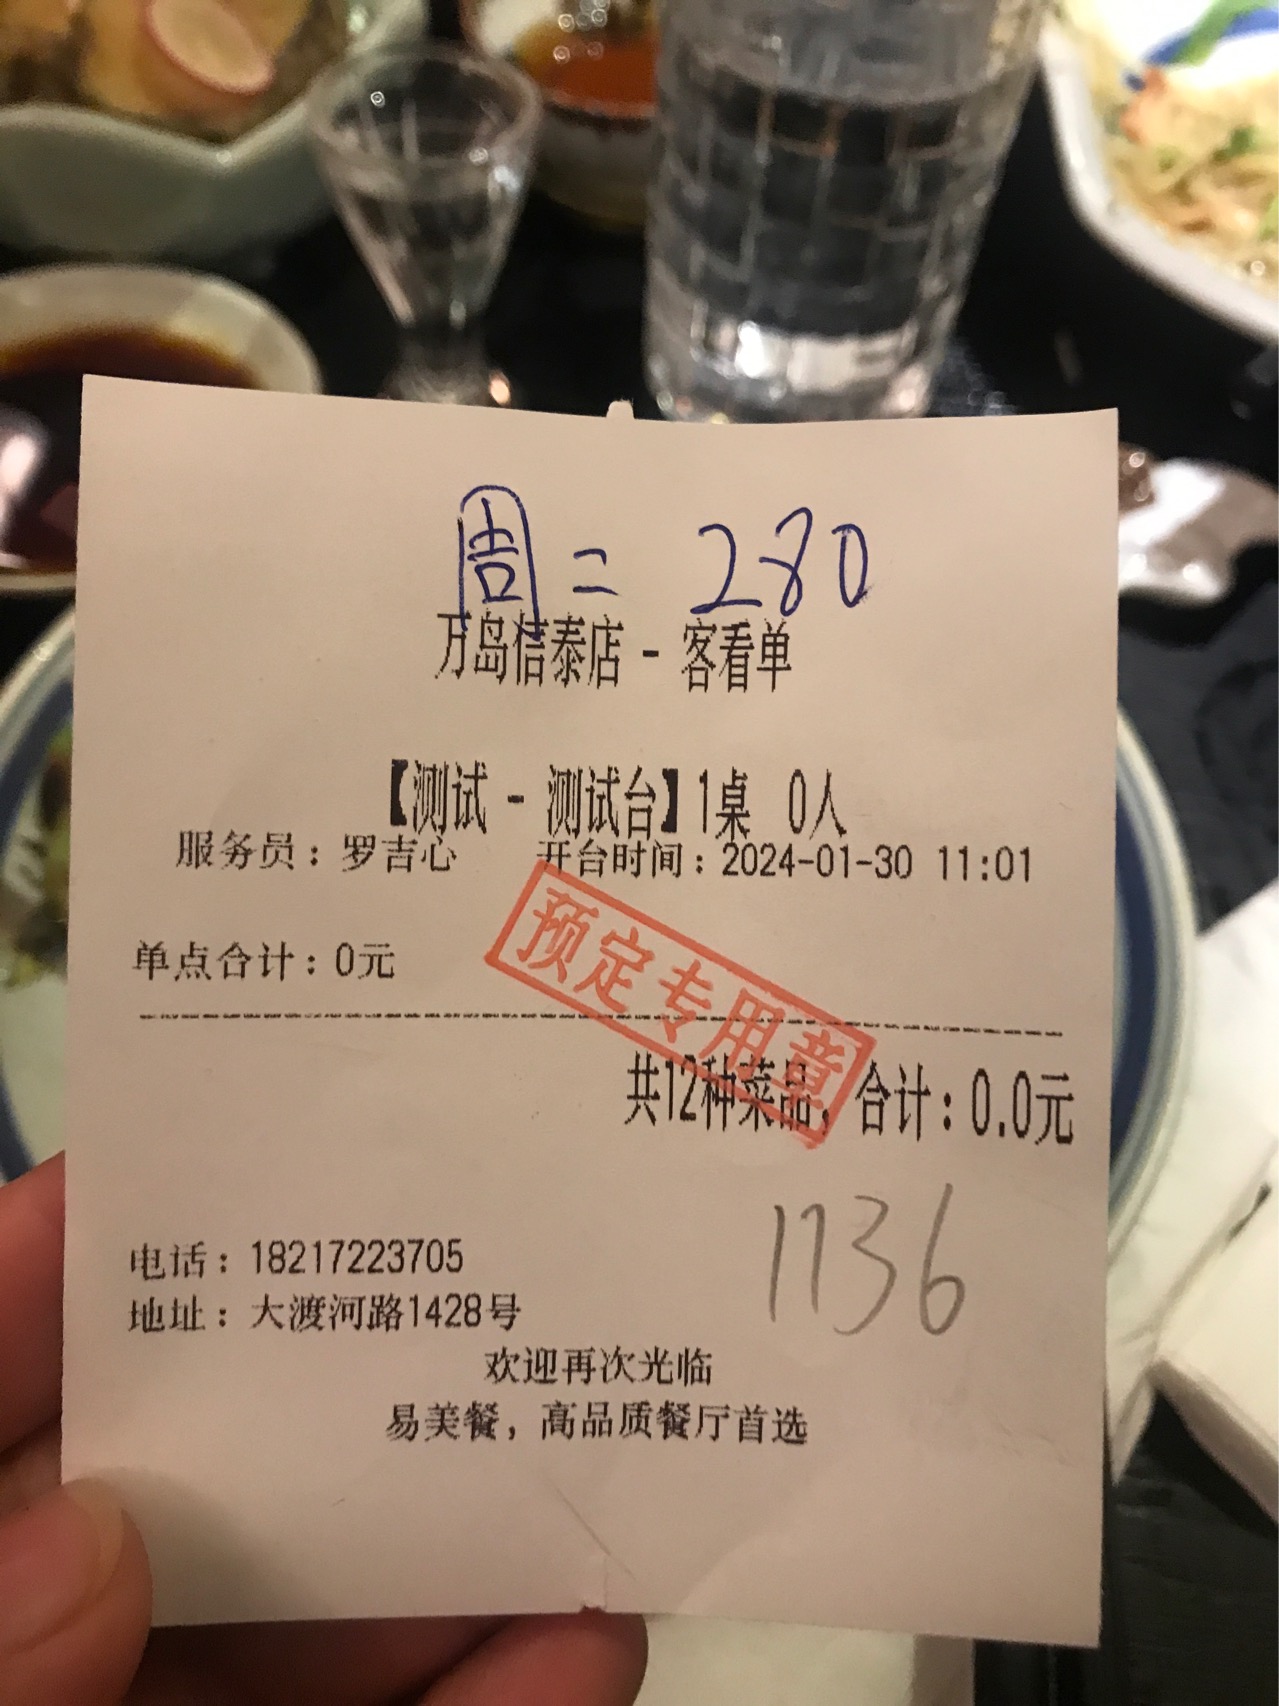 周二 280
万岛信泰店 - 客看单
【测试 - 测试台】1桌 0人
服务员：罗吉心 开台时间：2024-01-30 11:01
预定专用章
单点合计：0元
共12种菜品，合计：0.0元
1136
电话：18217223705
地址：大渡河路1428号
欢迎再次光临
易美餐，高品质餐厅首选